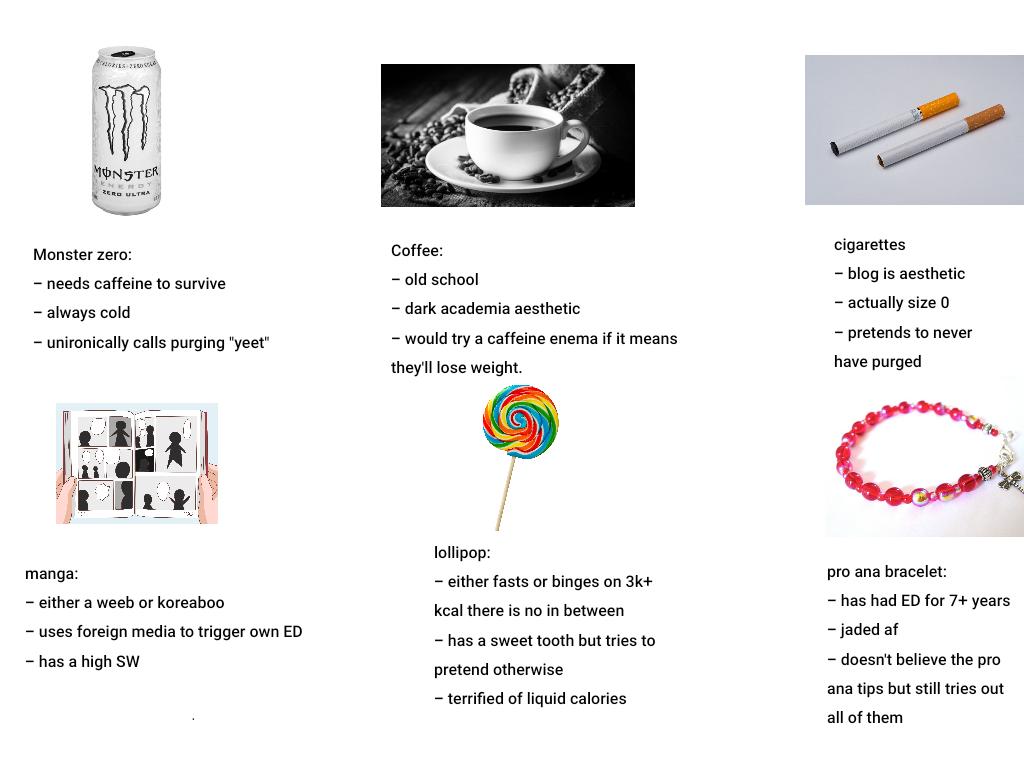 CALORIES · ZERO SUGAR
MONSTER
ENERGY
ZERO ULTRA
Monster zero:
– needs caffeine to survive
– always cold
– unironically calls purging "yeet"
Coffee:
– old school
– dark academia aesthetic
– would try a caffeine enema if it means
they'll lose weight.
cigarettes
– blog is aesthetic
– actually size 0
– pretends to never
have purged
manga:
– either a weeb or koreaboo
– uses foreign media to trigger own ED
– has a high SW
.
lollipop:
– either fasts or binges on 3k+
kcal there is no in between
– has a sweet tooth but tries to
pretend otherwise
– terrified of liquid calories
pro ana bracelet:
– has had ED for 7+ years
– jaded af
– doesn't believe the pro
ana tips but still tries out
all of them